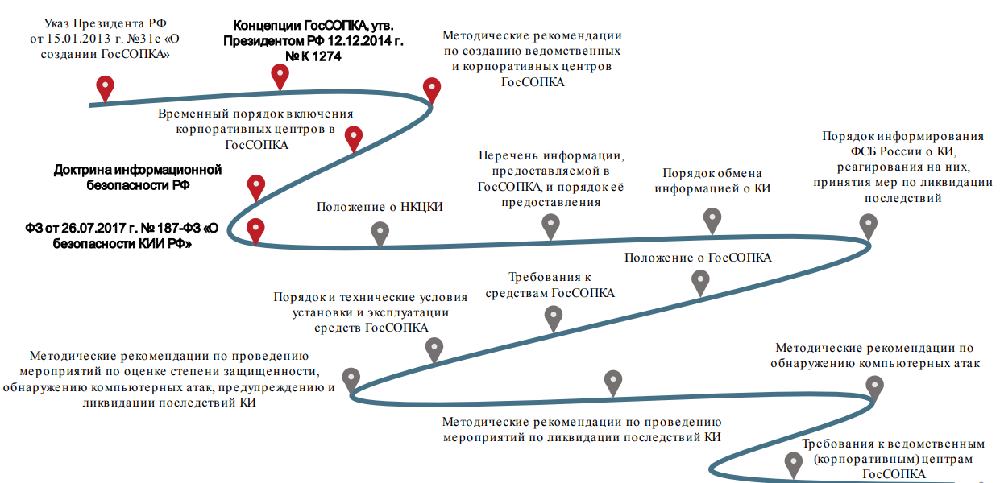 Указ Президента РФ
от 15.01.2013 г. №31с «О
создании ГосСОПКА»
Концепции ГосСОПКА, утв.
Президентом РФ 12.12.2014 г.
№ К 1274
Методические рекомендации
по созданию ведомственных
и корпоративных центров
ГосСОПКА
Временный порядок включения
корпоративных центров в
ГосСОПКА
Доктрина информационной
безопасности РФ
ФЗ от 26.07.2017 г. № 187-ФЗ «О
безопасности КИИ РФ»
Положение о НКЦКИ
Перечень информации,
предоставляемой в
ГосСОПКА, и порядок её
предоставления
Порядок обмена
информацией о КИ
Порядок информирования
ФСБ России о КИ,
реагирования на них,
принятия мер по ликвидации
последствий
Положение о ГосСОПКА
Требования к
средствам ГосСОПКА
Порядок и технические условия
установки и эксплуатации
средств ГосСОПКА
Методические рекомендации по проведению
мероприятий по оценке степени защищенности,
обнаружению компьютерных атак, предупреждению и
ликвидации последствий КИ
Методические рекомендации по проведению
мероприятий по ликвидации последствий КИ
Методические рекомендации по
обнаружению компьютерных атак
Требования к ведомственным
(корпоративным) центрам
ГосСОПКА